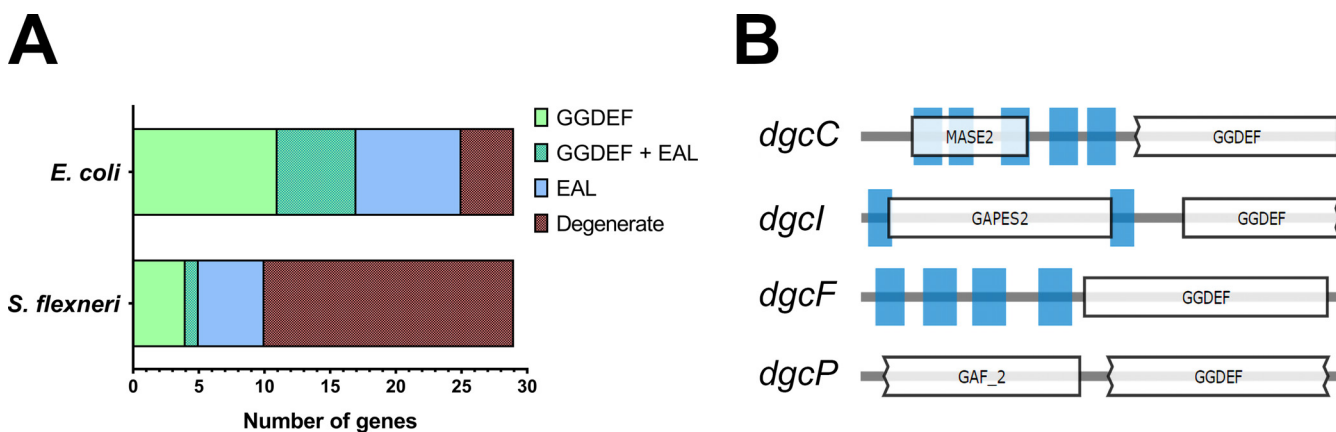 A
E. coli
S. flexneri
0 5 10 15 20 25 30
Number of genes
GGDEF
GGDEF + EAL
EAL
Degenerate
B
dgcC MASE2 GGDEF
dgcI GAPES2 GGDEF
dgcF GGDEF
dgcP GAF_2 GGDEF